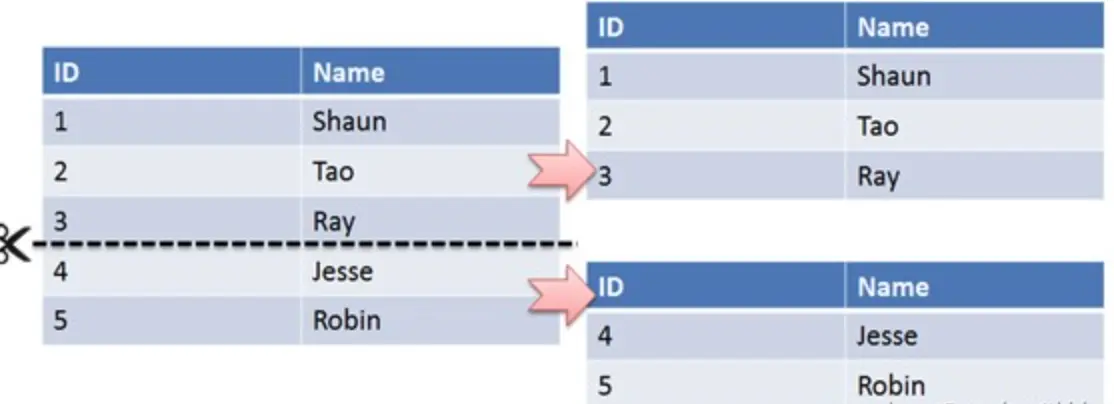 ID Name
1 Shaun
2 Tao
3 Ray
4 Jesse
5 Robin
ID Name
1 Shaun
2 Tao
3 Ray
ID Name
4 Jesse
5 Robin